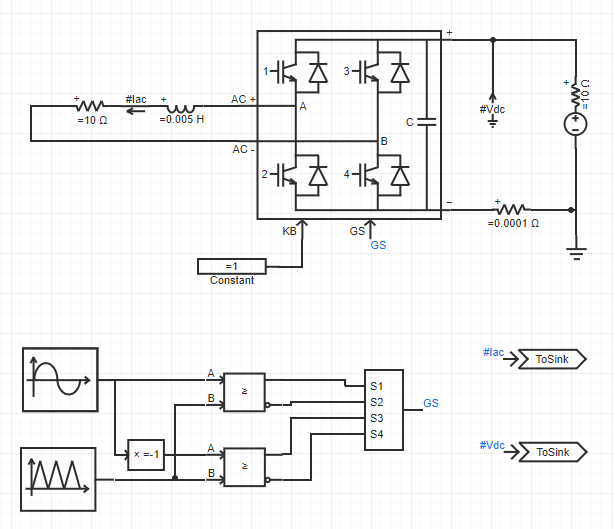 +
1
3
#Iac
+
+
+
=10 Ω
#Vdc
AC +
A
=10 Ω
=0.005 H
C
B
AC -
2
4
−
+
=0.0001 Ω
KB
GS
GS
=1
Constant
#Iac
ToSink
A
≥
B
S1
S2
GS
S3
S4
#Vdc
ToSink
A
× =-1
≥
B